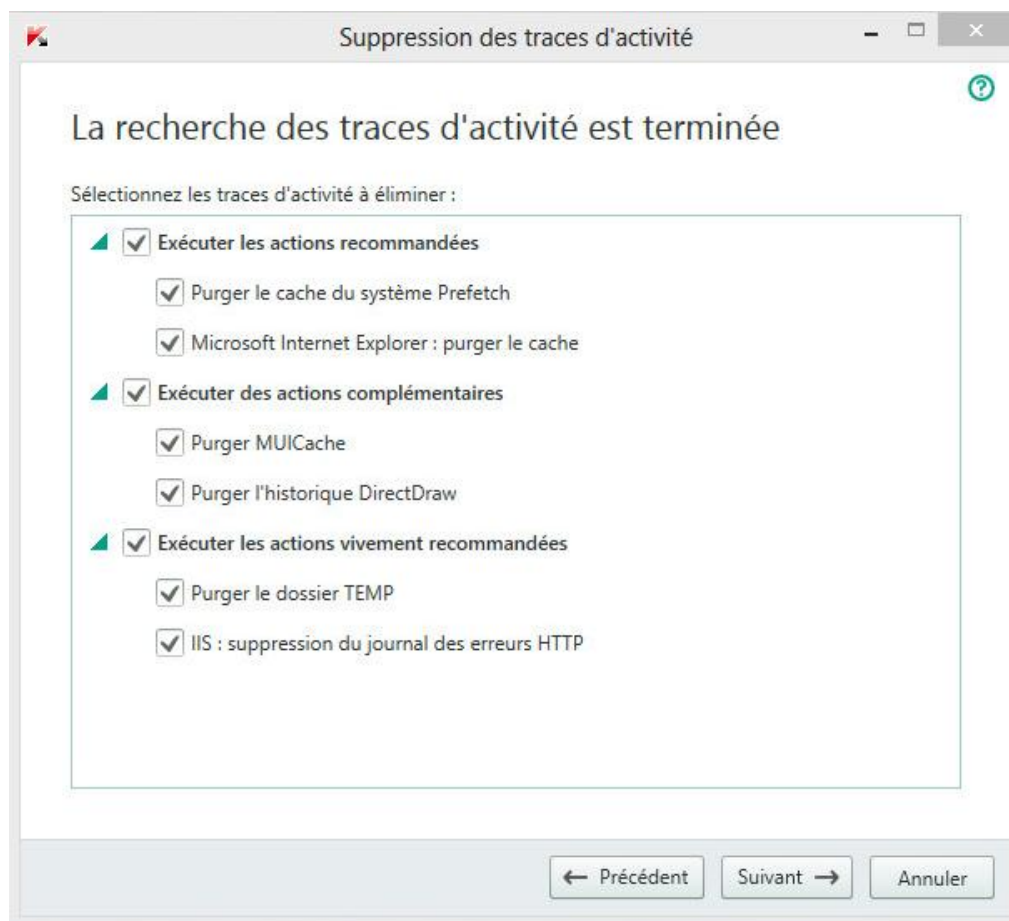 Suppression des traces d'activité
La recherche des traces d'activité est terminée
Sélectionnez les traces d'activité à éliminer :
Exécuter les actions recommandées
Purger le cache du système Prefetch
Microsoft Internet Explorer : purger le cache
Exécuter des actions complémentaires
Purger MUICache
Purger l'historique DirectDraw
Exécuter les actions vivement recommandées
Purger le dossier TEMP
IIS : suppression du journal des erreurs HTTP
← Précédent Suivant → Annuler